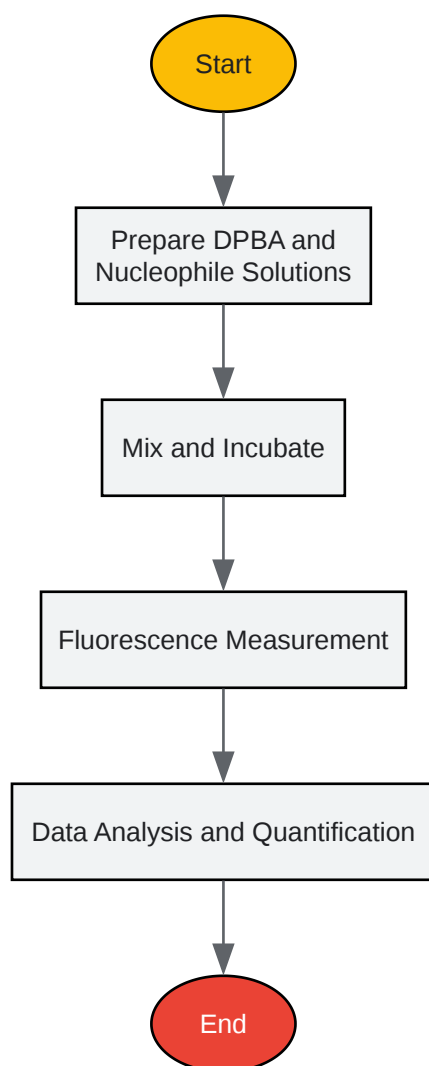 Start
Prepare DPBA and
Nucleophile Solutions
Mix and Incubate
Fluorescence Measurement
Data Analysis and Quantification
End